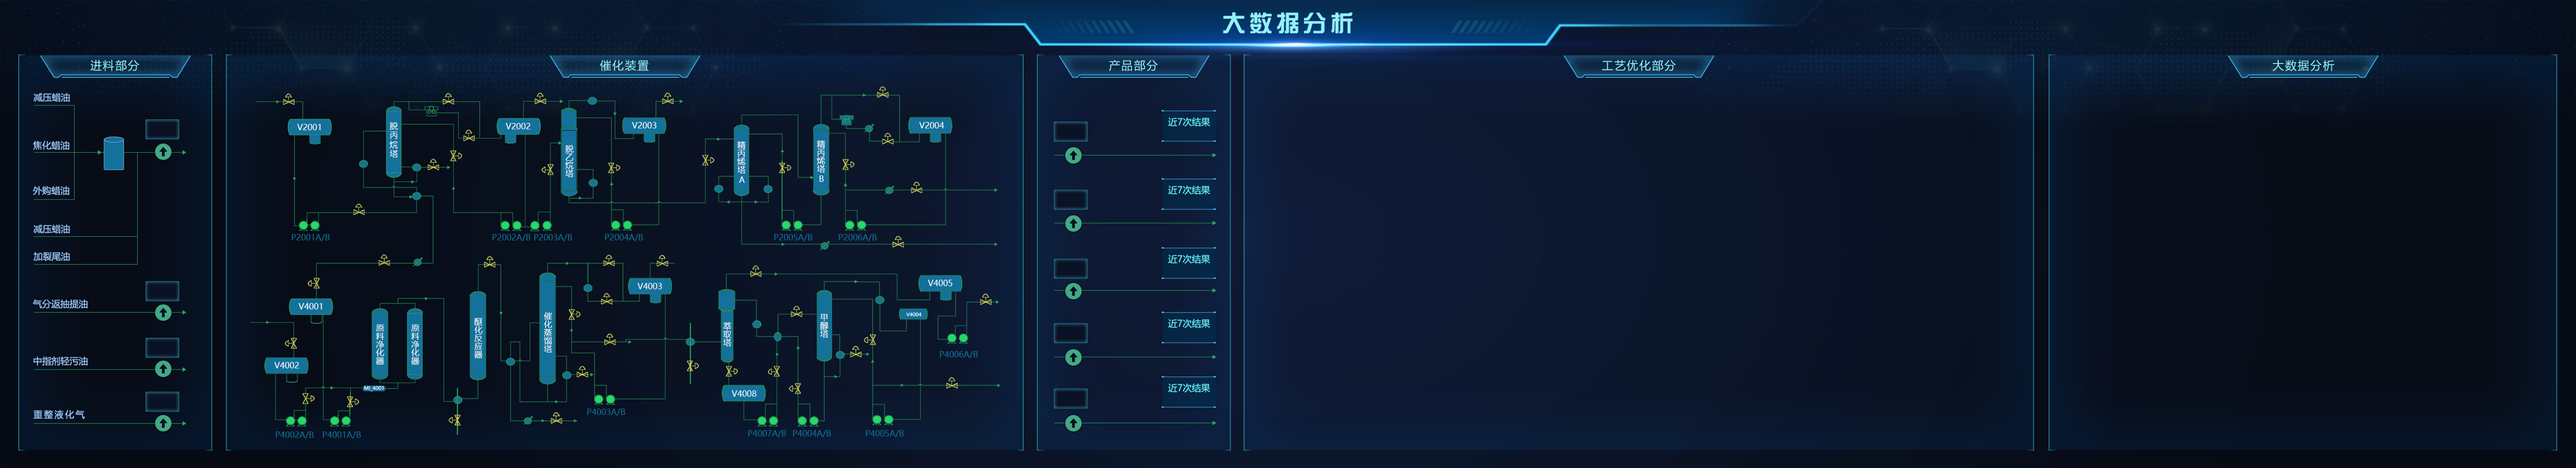 大数据分析
进料部分
减压蜡油
焦化蜡油
外购蜡油
减压蜡油
加裂尾油
气分返抽提油
中指剂轻污油
重整液化气
催化装置
V2001
脱丙烷塔
V2002
脱乙烷塔
V2003
精丙烯塔A
精丙烯塔B
V2004
P2001A/B
P2002A/B
P2003A/B
P2004A/B
P2005A/B
P2006A/B
V4001
V4002
原料净化器
原料净化器
MI_4001
醚化反应器
催化蒸馏塔
V4003
萃取塔
甲醇塔
V4005
V4004
V4008
P4006A/B
P4003A/B
P4002A/B
P4001A/B
P4007A/B
P4004A/B
P4005A/B
产品部分
近7次结果
近7次结果
近7次结果
近7次结果
近7次结果
工艺优化部分
大数据分析